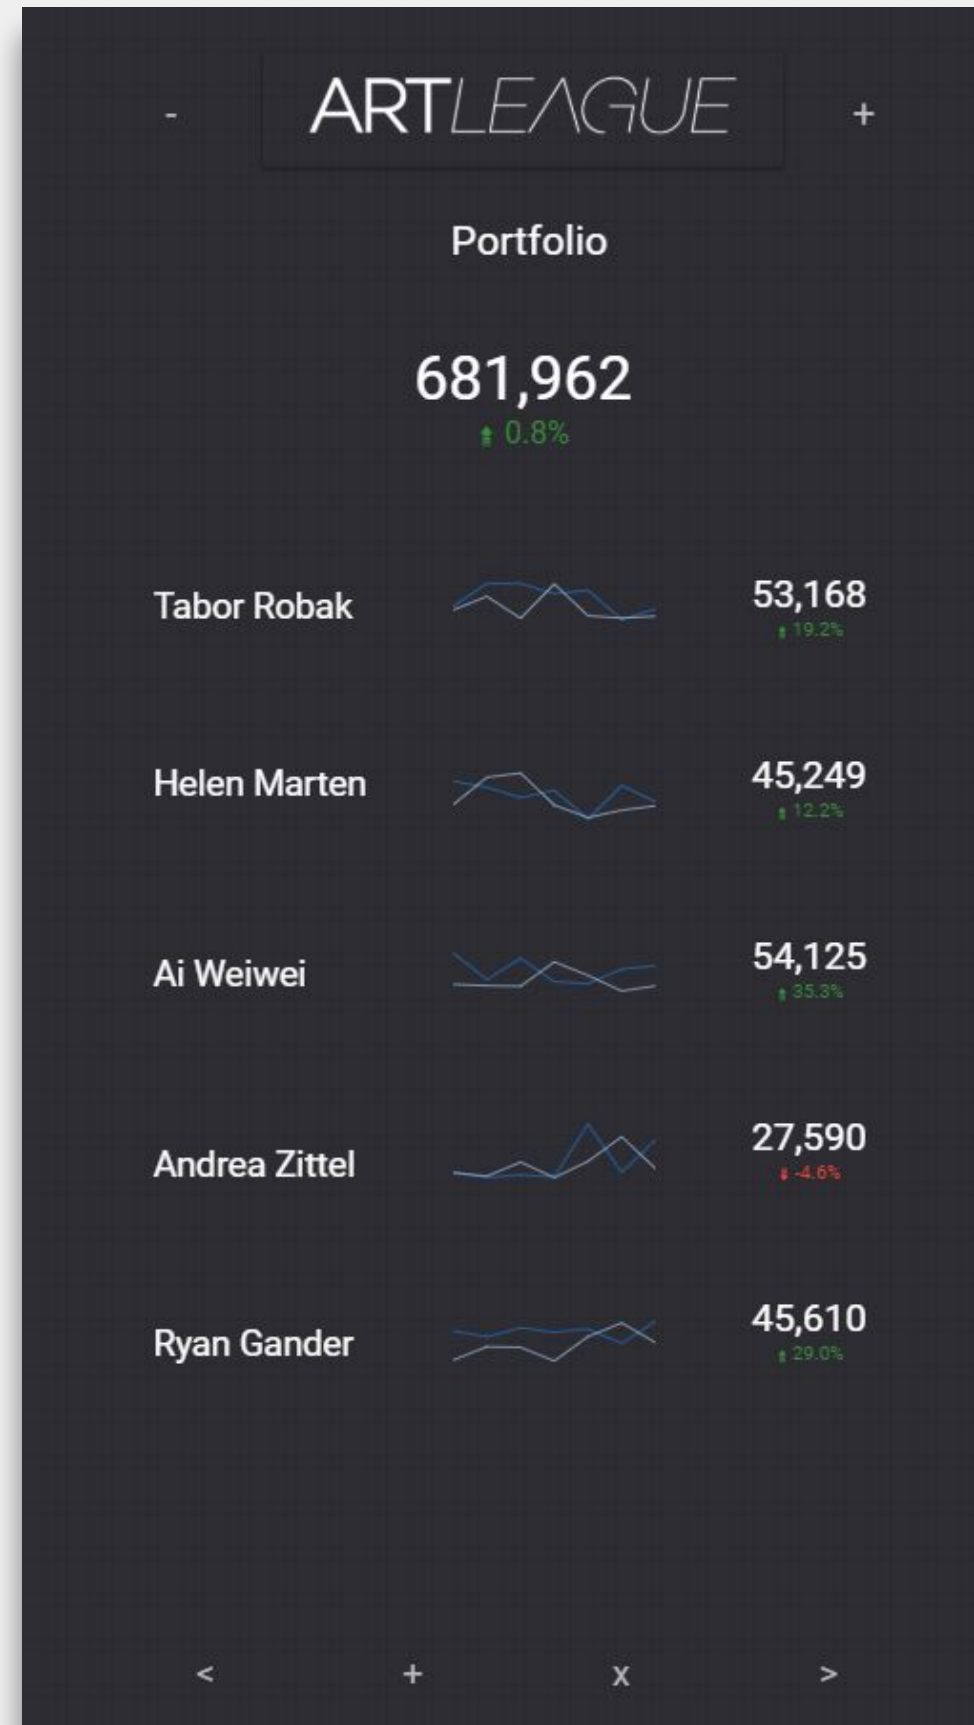 -
ARTLEAGUE
+
Portfolio
681,962
0.8%
Tabor Robak
53,168
19.2%
Helen Marten
45,249
12.2%
Ai Weiwei
54,125
35.3%
Andrea Zittel
27,590
-4.6%
Ryan Gander
45,610
29.0%
< + x >